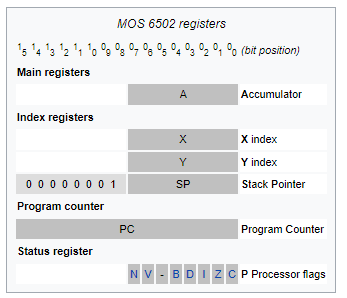 MOS 6502 registers
15 14 13 12 11 10 09 08 07 06 05 04 03 02 01 00 (bit position)
Main registers
A Accumulator
Index registers
X X index
Y Y index
0 0 0 0 0 0 0 1 SP Stack Pointer
Program counter
PC Program Counter
Status register
N V - B D I Z C P Processor flags